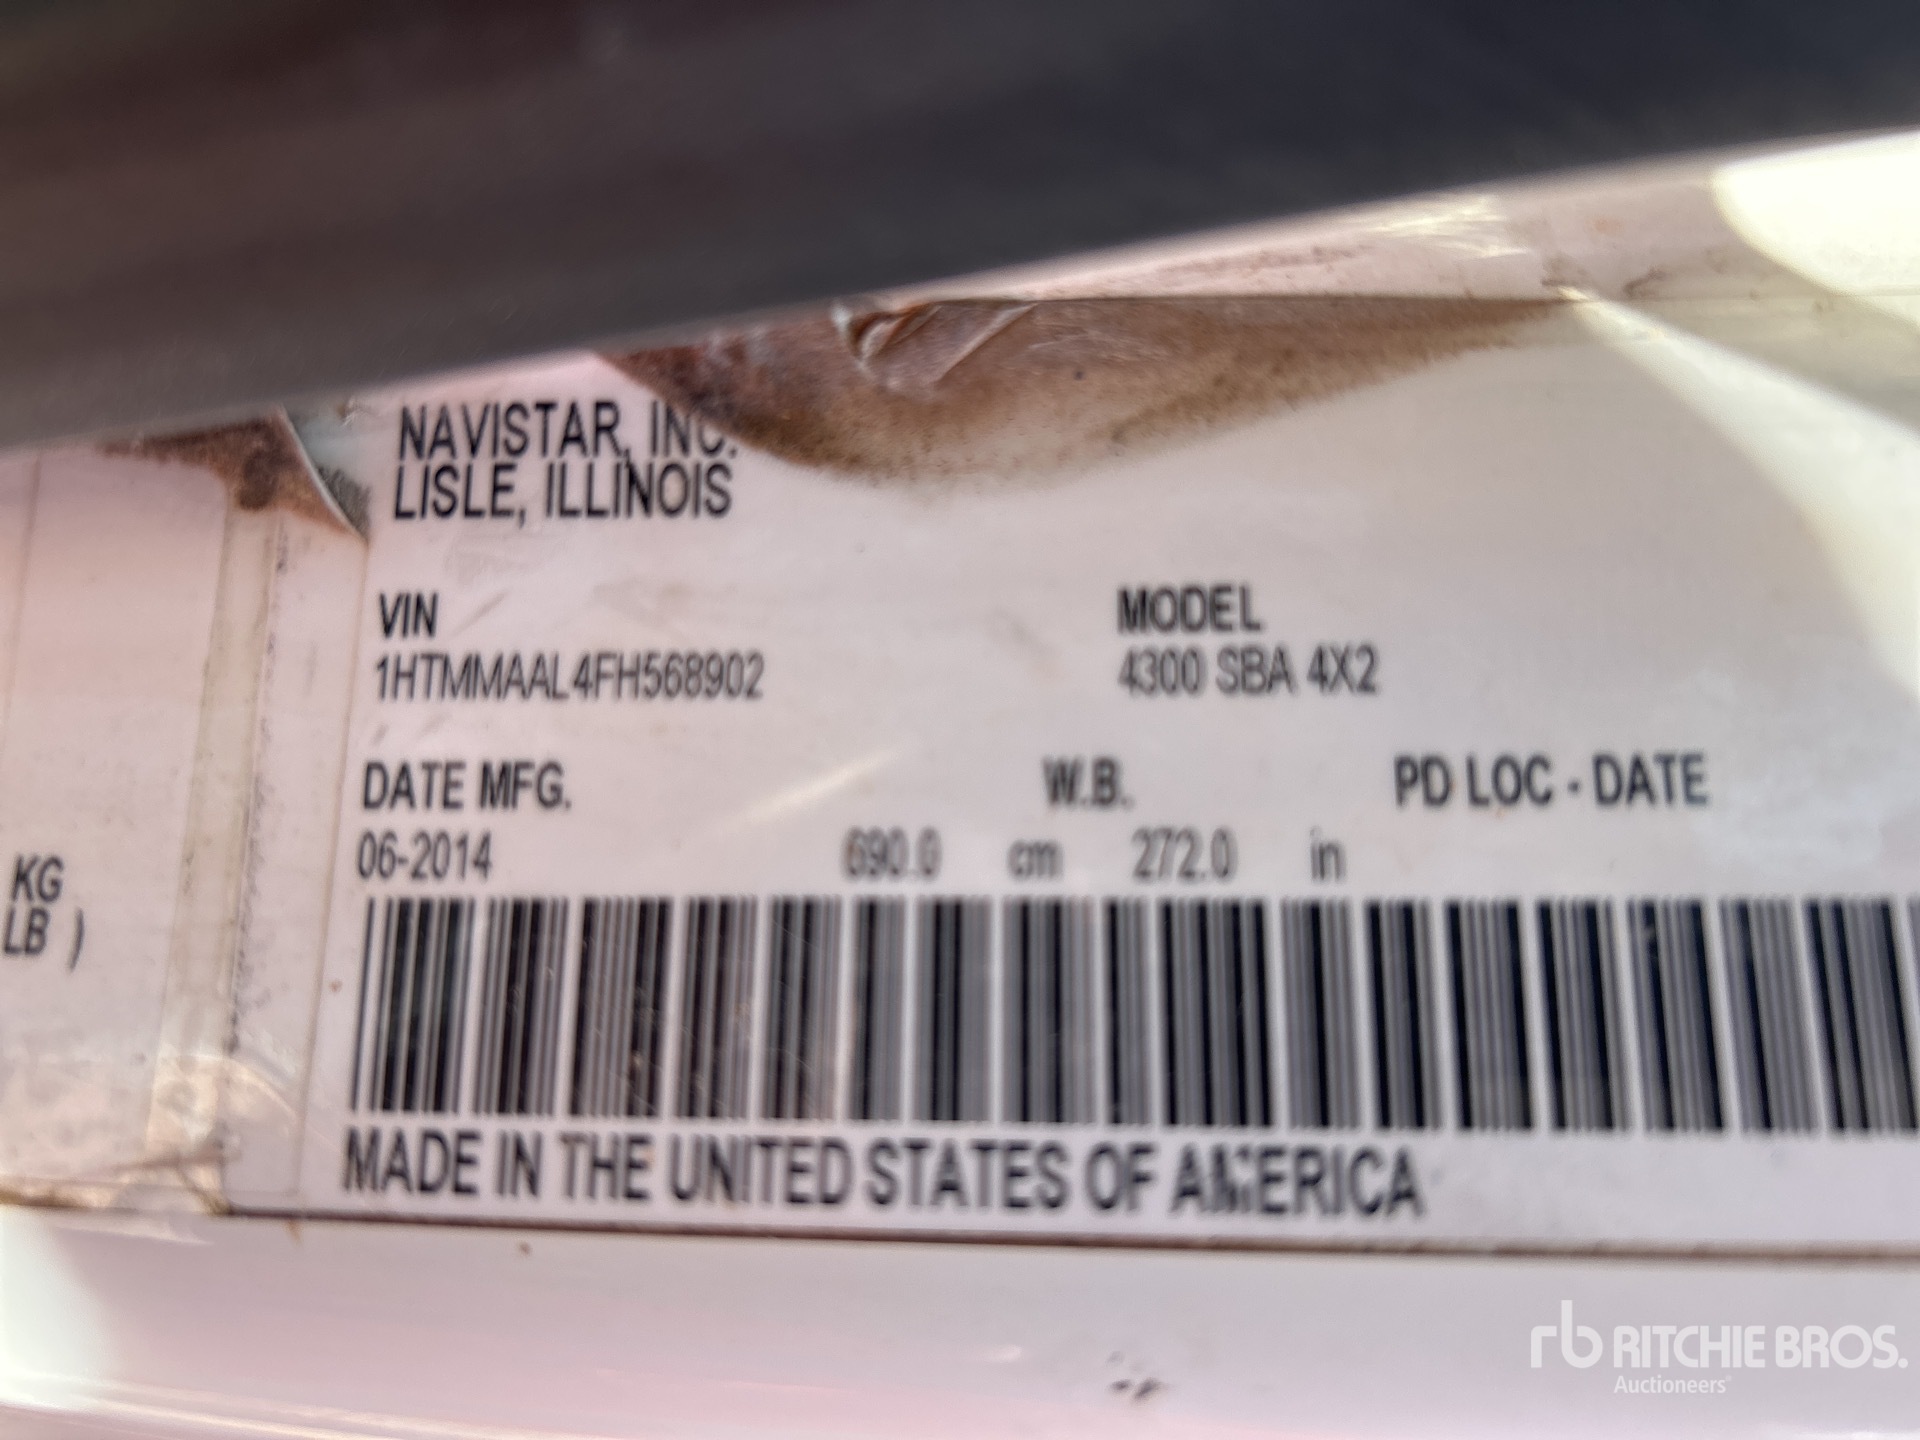 NAVISTAR, INC.
LISLE, ILLINOIS
VIN
1HTMMAAL4FH568902
MODEL
4300 SBA 4X2
DATE MFG.
06-2014
W.B.
690.0 cm 272.0 in
PD LOC - DATE
KG
LB )
MADE IN THE UNITED STATES OF AMERICA
rb RITCHIE BROS.
Auctioneers